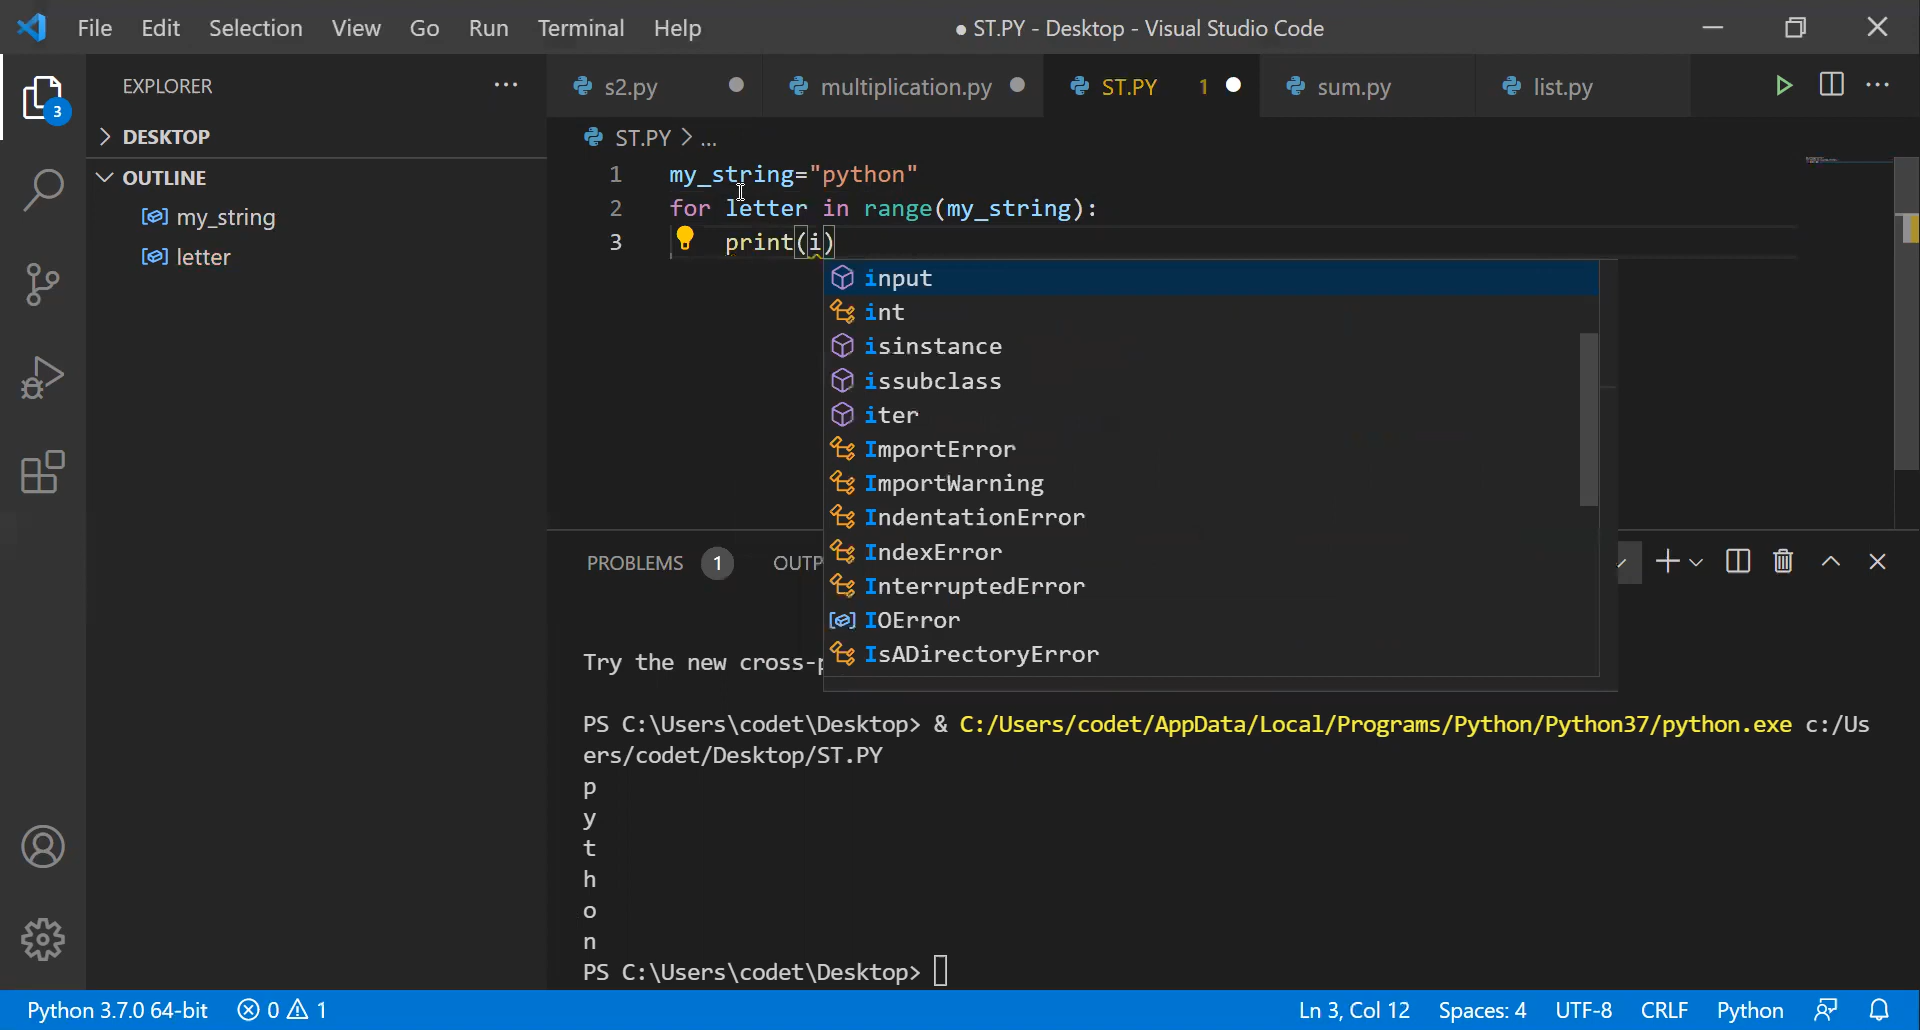 File Edit Selection View Go Run Terminal Help
● ST.PY - Desktop - Visual Studio Code
EXPLORER
3
DESKTOP
OUTLINE
my_string
letter
s2.py
multiplication.py
ST.PY 1
sum.py
list.py
ST.PY > ...
1 my_string="python"
2 for letter in range(my_string):
3 print(i)
input
int
isinstance
issubclass
iter
ImportError
ImportWarning
IndentationError
IndexError
InterruptedError
IOError
IsADirectoryError
PROBLEMS 1 OUTP
Try the new cross-p
PS C:\Users\codet\Desktop> & C:/Users/codet/AppData/Local/Programs/Python/Python37/python.exe c:/Us
ers/codet/Desktop/ST.PY
p
y
t
h
o
n
PS C:\Users\codet\Desktop>
Python 3.7.0 64-bit 0 1
Ln 3, Col 12 Spaces: 4 UTF-8 CRLF Python